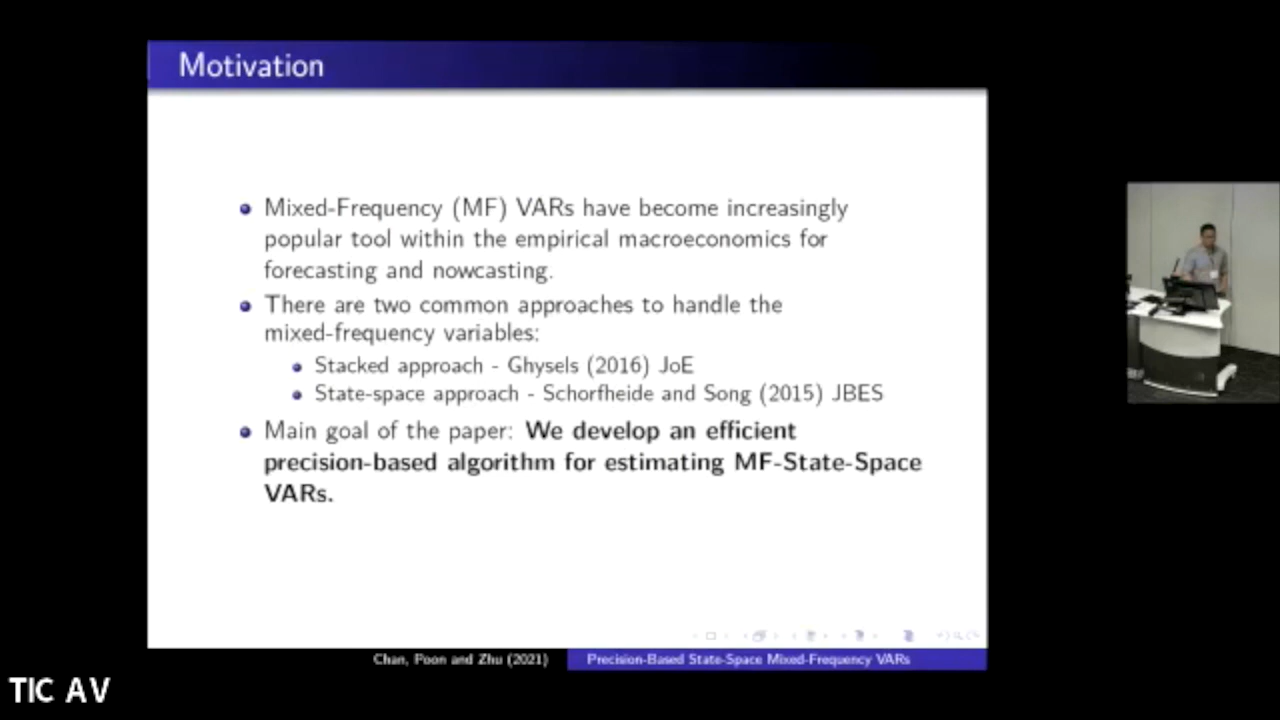 Motivation
Mixed-Frequency (MF) VARs have become increasingly
popular tool within the empirical macroeconomics for
forecasting and nowcasting.
There are two common approaches to handle the
mixed-frequency variables:
Stacked approach - Ghysels (2016) JoE
State-space approach - Schorfheide and Song (2015) JBES
Main goal of the paper: We develop an efficient
precision-based algorithm for estimating MF-State-Space
VARs.
Chan, Poon and Zhu (2021)
Precision-Based State-Space Mixed-Frequency VARs
TIC AV